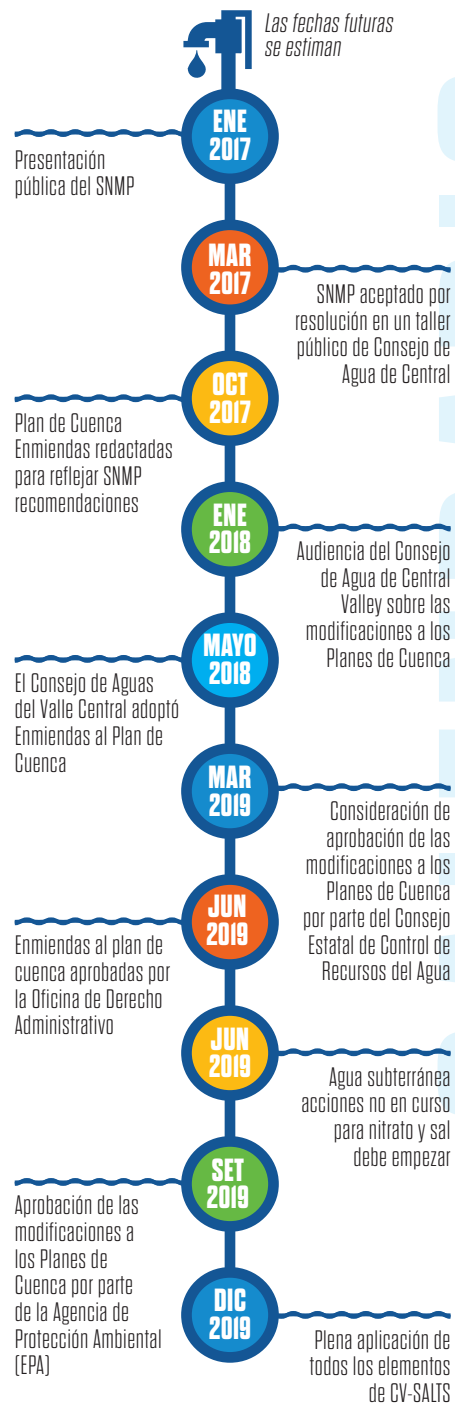 Las fechas futuras
se estiman
ENE
2017
Presentación
pública del SNMP
MAR
2017
SNMP aceptado por
resolución en un taller
público de Consejo de
Agua de Central
OCT
2017
Plan de Cuenca
Enmiendas redactadas
para reflejar SNMP
recomendaciones
ENE
2018
Audiencia del Consejo
de Agua de Central
Valley sobre las
modificaciones a los
Planes de Cuenca
MAYO
2018
El Consejo de Aguas
del Valle Central adoptó
Enmiendas al Plan de
Cuenca
MAR
2019
Consideración de
aprobación de las
modificaciones a los
Planes de Cuenca
por parte del Consejo
Estatal de Control de
Recursos del Agua
JUN
2019
Enmiendas al plan de
cuenca aprobadas por
la Oficina de Derecho
Administrativo
JUN
2019
Agua subterránea
acciones no en curso
para nitrato y sal
debe empezar
SET
2019
Aprobación de las
modificaciones a
los Planes de
Cuenca por parte
de la Agencia de
Protección Ambiental
(EPA)
DIC
2019
Plena aplicación de
todos los elementos
de CV-SALTS